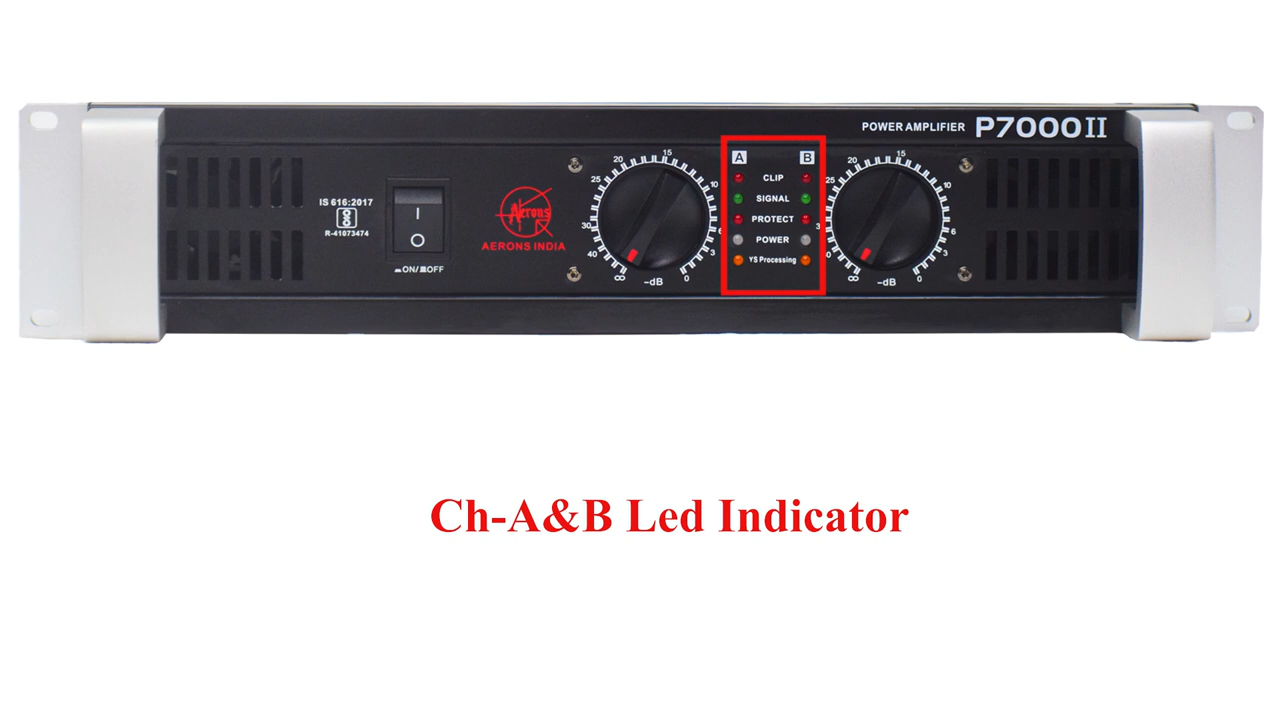 POWER AMPLIFIER P7000II
IS 616:2017
R-41073474
I
O
ON/OFF
Aerons
AERONS INDIA
∞ 40 30 25 20 15 10 6 3 0
-dB
A B
CLIP
SIGNAL
PROTECT
POWER
YS Processing
∞ 0 3 25 20 15 10 6 3 0
-dB
Ch-A&B Led Indicator